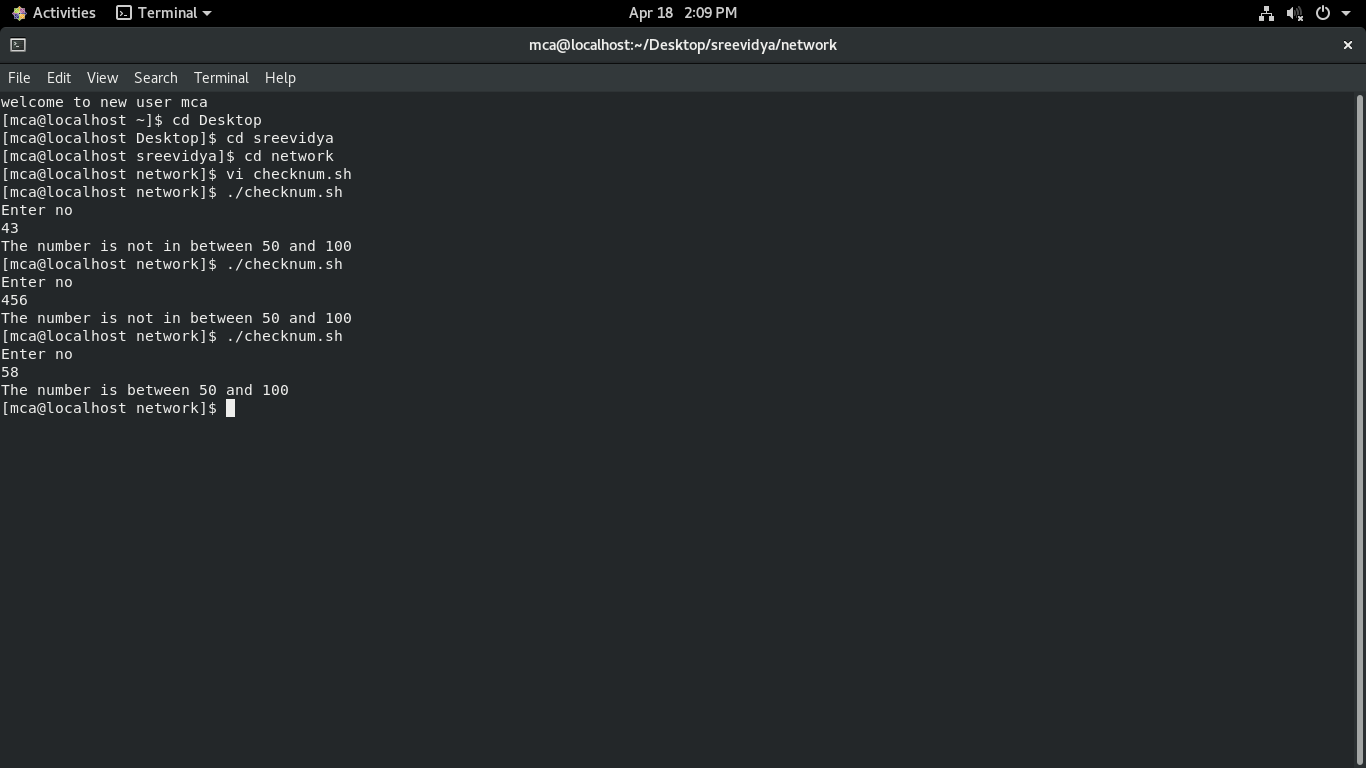 Activities Terminal Apr 18 2:09 PM
mca@localhost:~/Desktop/sreevidya/network
File Edit View Search Terminal Help
welcome to new user mca
[mca@localhost ~]$ cd Desktop
[mca@localhost Desktop]$ cd sreevidya
[mca@localhost sreevidya]$ cd network
[mca@localhost network]$ vi checknum.sh
[mca@localhost network]$ ./checknum.sh
Enter no
43
The number is not in between 50 and 100
[mca@localhost network]$ ./checknum.sh
Enter no
456
The number is not in between 50 and 100
[mca@localhost network]$ ./checknum.sh
Enter no
58
The number is between 50 and 100
[mca@localhost network]$